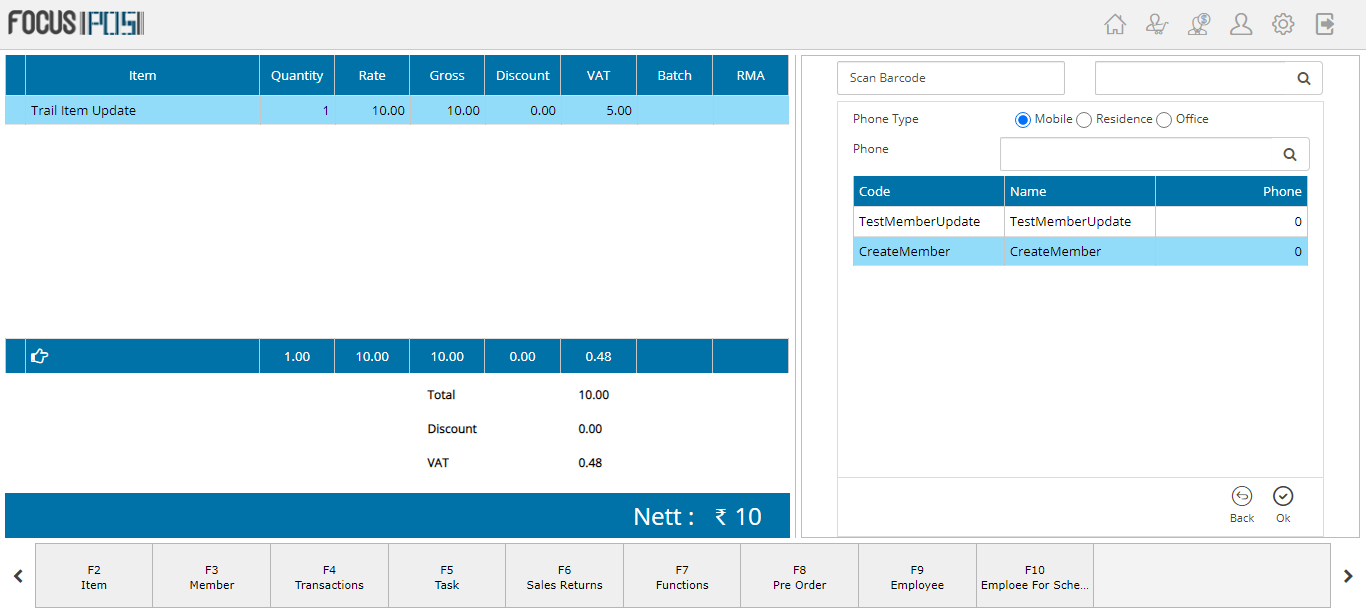 FOCUS POS
Item Quantity Rate Gross Discount VAT Batch RMA
Trail Item Update 1 10.00 10.00 0.00 5.00
1.00 10.00 10.00 0.00 0.48
Total 10.00
Discount 0.00
VAT 0.48
Nett : ₹ 10
Scan Barcode
Phone Type Mobile Residence Office
Phone
Code Name Phone
TestMemberUpdate TestMemberUpdate 0
CreateMember CreateMember 0
Back Ok
F2 F3 F4 F5 F6 F7 F8 F9 F10
Item Member Transactions Task Sales Returns Functions Pre Order Employee Emploee For Sche...